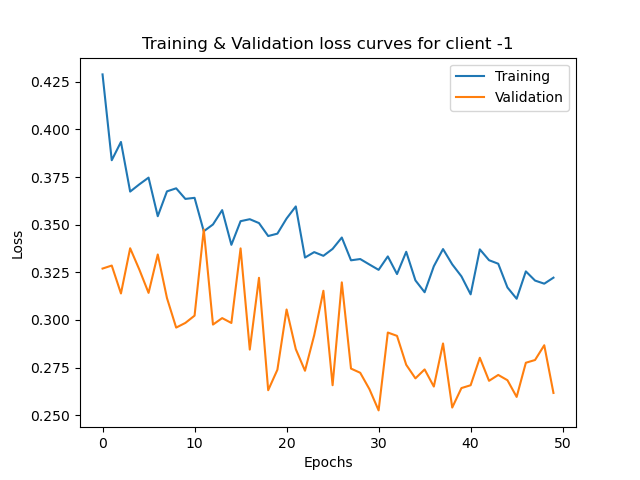 Training & Validation loss curves for client -1
Training
Validation
0.425
0.400
0.375
0.350
0.325
0.300
0.275
0.250
Loss
0 10 20 30 40 50
Epochs